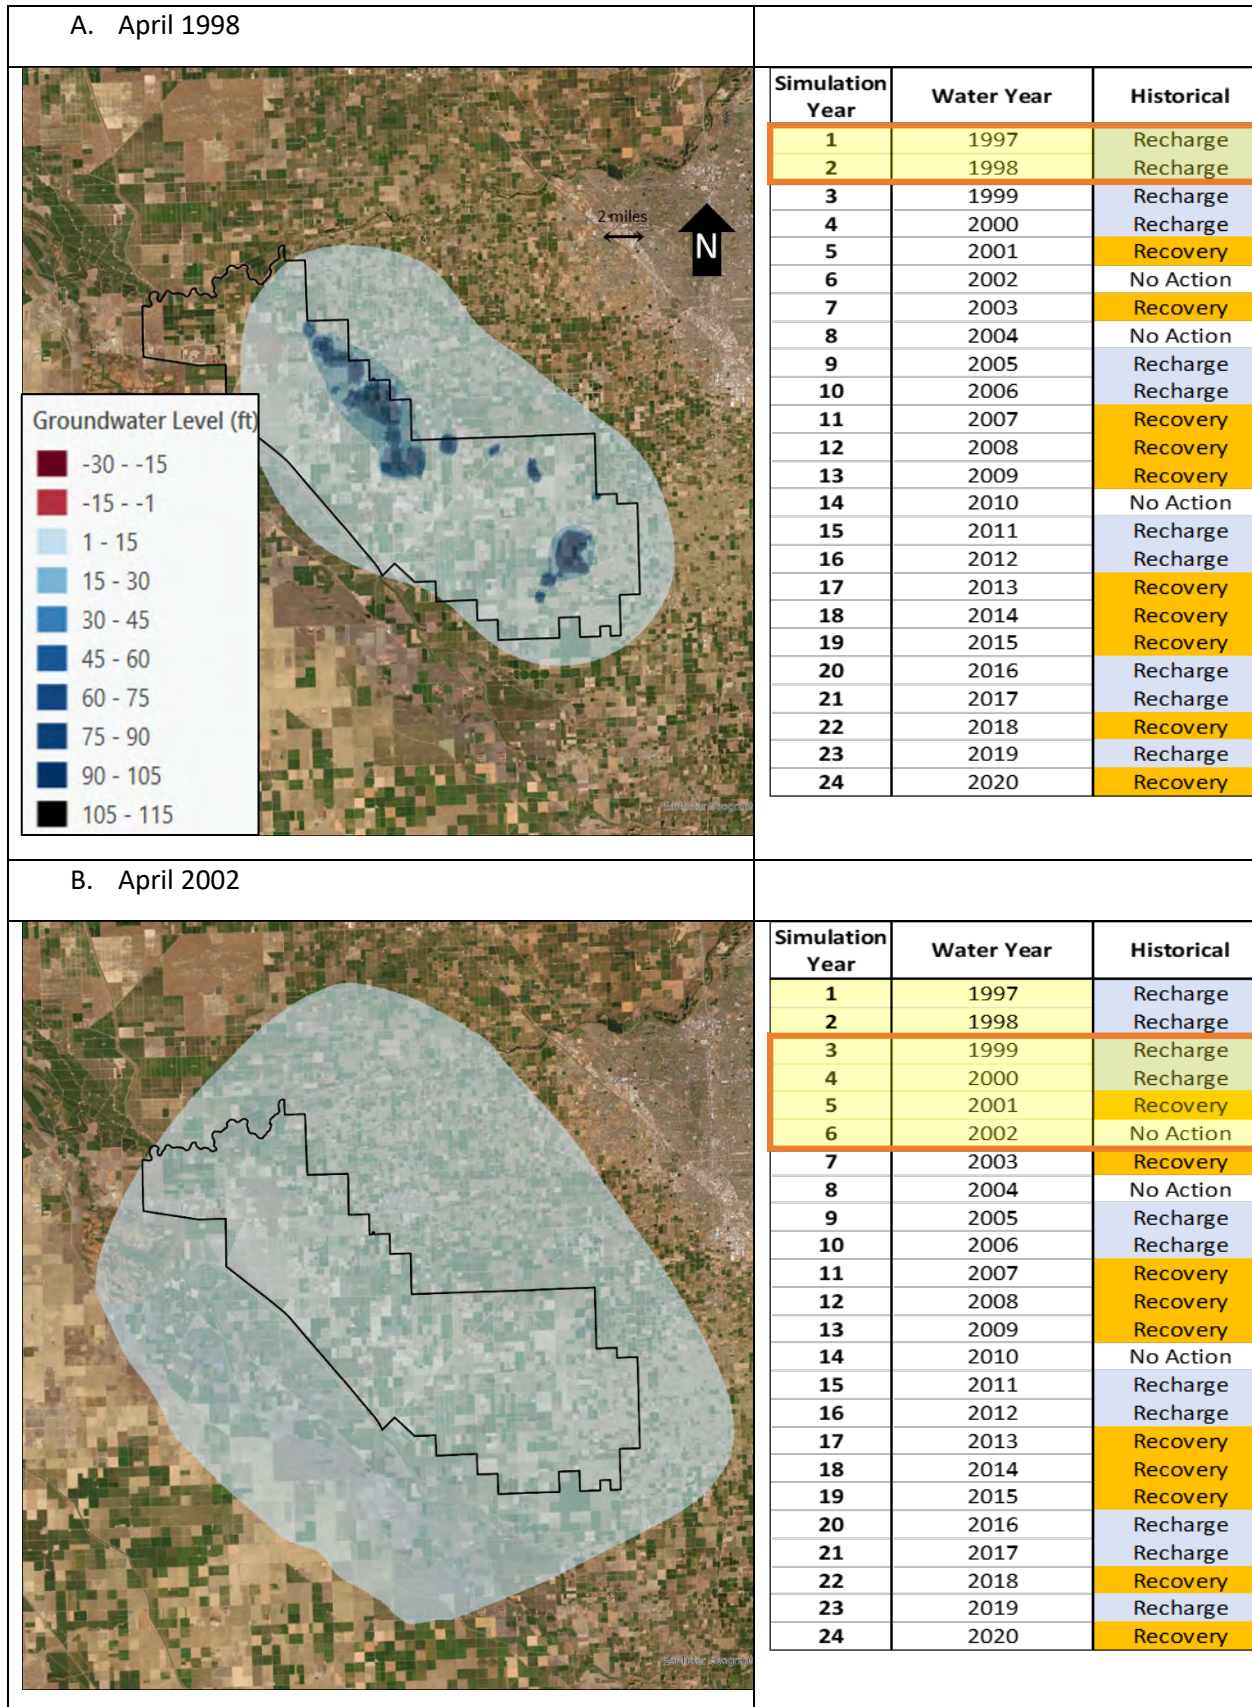 A. April 1998
2 miles
N
Groundwater Level (ft)
-30 - -15
-15 - -1
1 - 15
15 - 30
30 - 45
45 - 60
60 - 75
75 - 90
90 - 105
105 - 115
Simulation Year Water Year Historical
1 1997 Recharge
2 1998 Recharge
3 1999 Recharge
4 2000 Recharge
5 2001 Recovery
6 2002 No Action
7 2003 Recovery
8 2004 No Action
9 2005 Recharge
10 2006 Recharge
11 2007 Recovery
12 2008 Recovery
13 2009 Recovery
14 2010 No Action
15 2011 Recharge
16 2012 Recharge
17 2013 Recovery
18 2014 Recovery
19 2015 Recovery
20 2016 Recharge
21 2017 Recharge
22 2018 Recovery
23 2019 Recharge
24 2020 Recovery
B. April 2002
Simulation Year Water Year Historical
1 1997 Recharge
2 1998 Recharge
3 1999 Recharge
4 2000 Recharge
5 2001 Recovery
6 2002 No Action
7 2003 Recovery
8 2004 No Action
9 2005 Recharge
10 2006 Recharge
11 2007 Recovery
12 2008 Recovery
13 2009 Recovery
14 2010 No Action
15 2011 Recharge
16 2012 Recharge
17 2013 Recovery
18 2014 Recovery
19 2015 Recovery
20 2016 Recharge
21 2017 Recharge
22 2018 Recovery
23 2019 Recharge
24 2020 Recovery